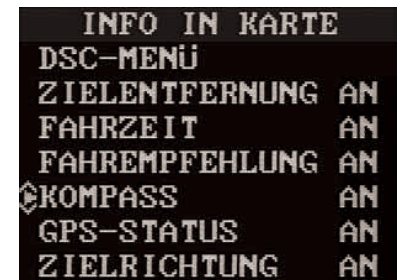 INFO IN KARTE
DSC-MENÜ
ZIELENTFERNUNG AN
FAHRZEIT AN
FAHREMPFEHLUNG AN
KOMPASS AN
GPS-STATUS AN
ZIELRICHTUNG AN